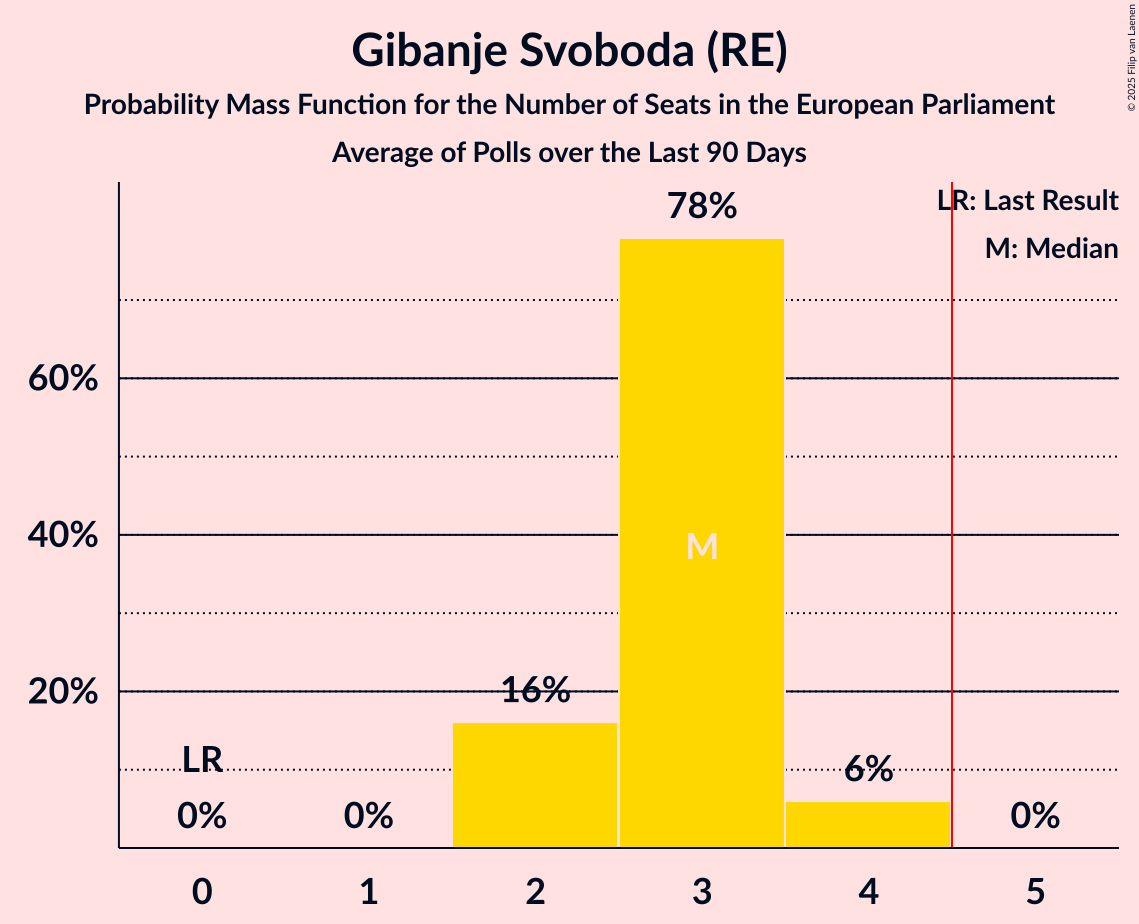 Gibanje Svoboda (RE)
Probability Mass Function for the Number of Seats in the European Parliament
Average of Polls over the Last 90 Days
© 2025 Filip van Laenen
LR: Last Result
M: Median
78%
60%
40%
M
20%
16%
LR
6%
0%
0%
0%
0
1
2
3
4
5